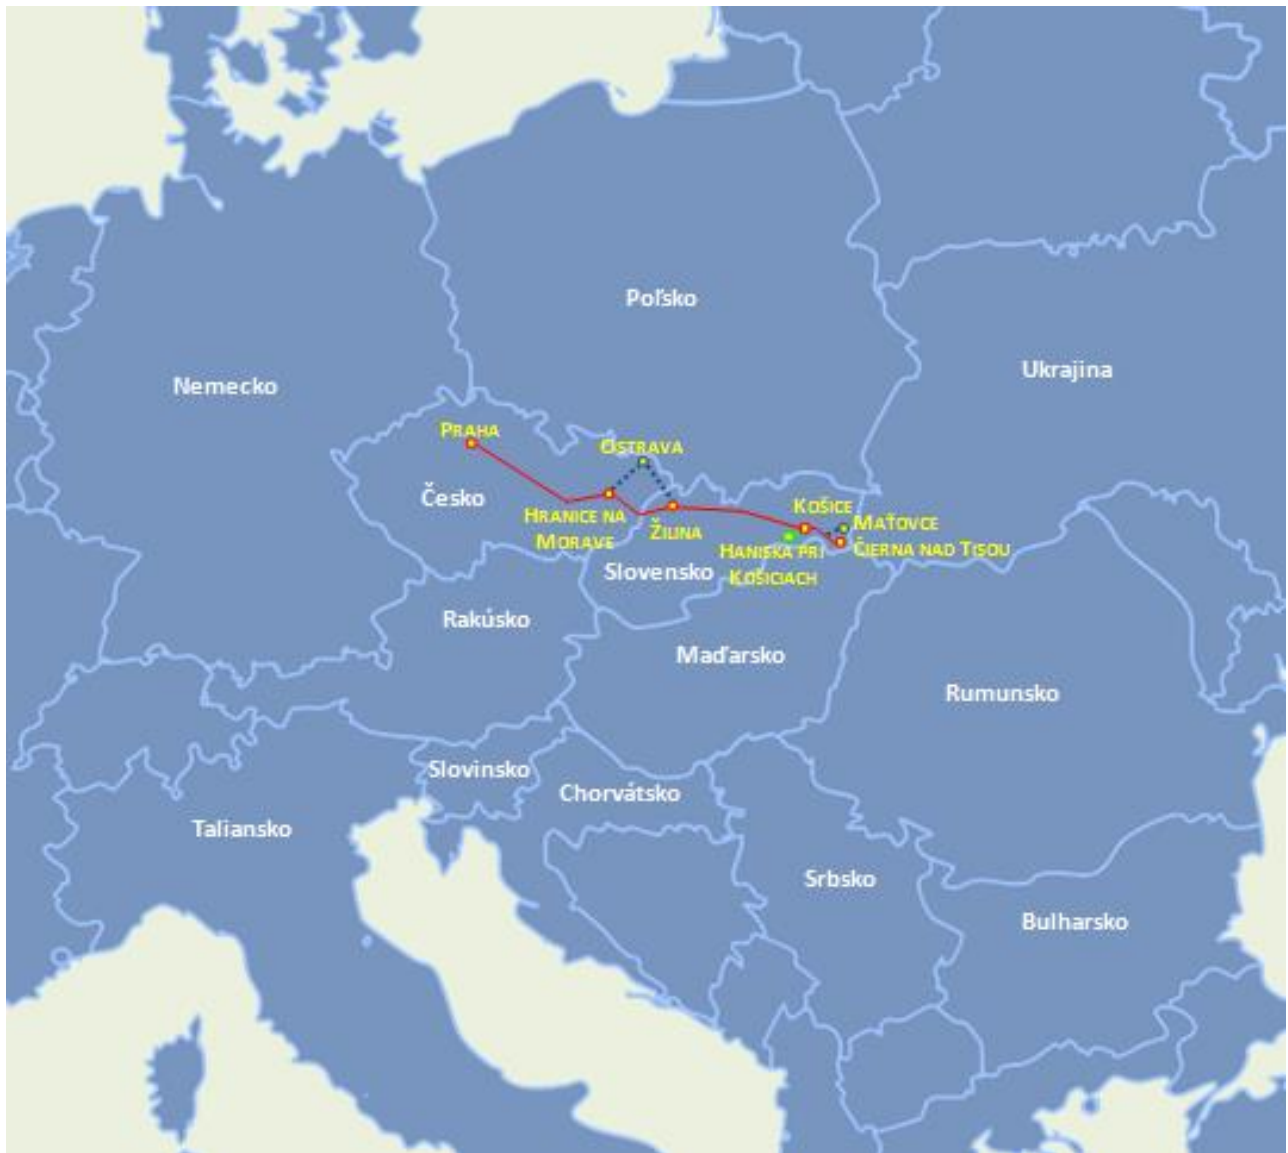 Poľsko
Ukrajina
Nemecko
PRAHA
OSTRAVA
Česko
KOŠICE
HRANICE NA
MORAVE
ŽILINA
MAŤOVCE
HANISKA PRI
KOŠICIACH
ČIERNA NAD TISOU
Slovensko
Rakúsko
Maďarsko
Rumunsko
Slovinsko
Chorvátsko
Taliansko
Srbsko
Bulharsko